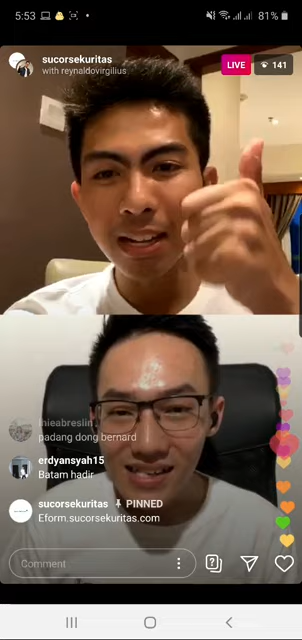 5:53
81%
sucorsekuritas
with reynaldovirgilius
LIVE
141
thieabreslin
padang dong bernard
erdyansyah15
Batam hadir
sucorsekuritas PINNED
Eform.sucorsekuritas.com
Comment